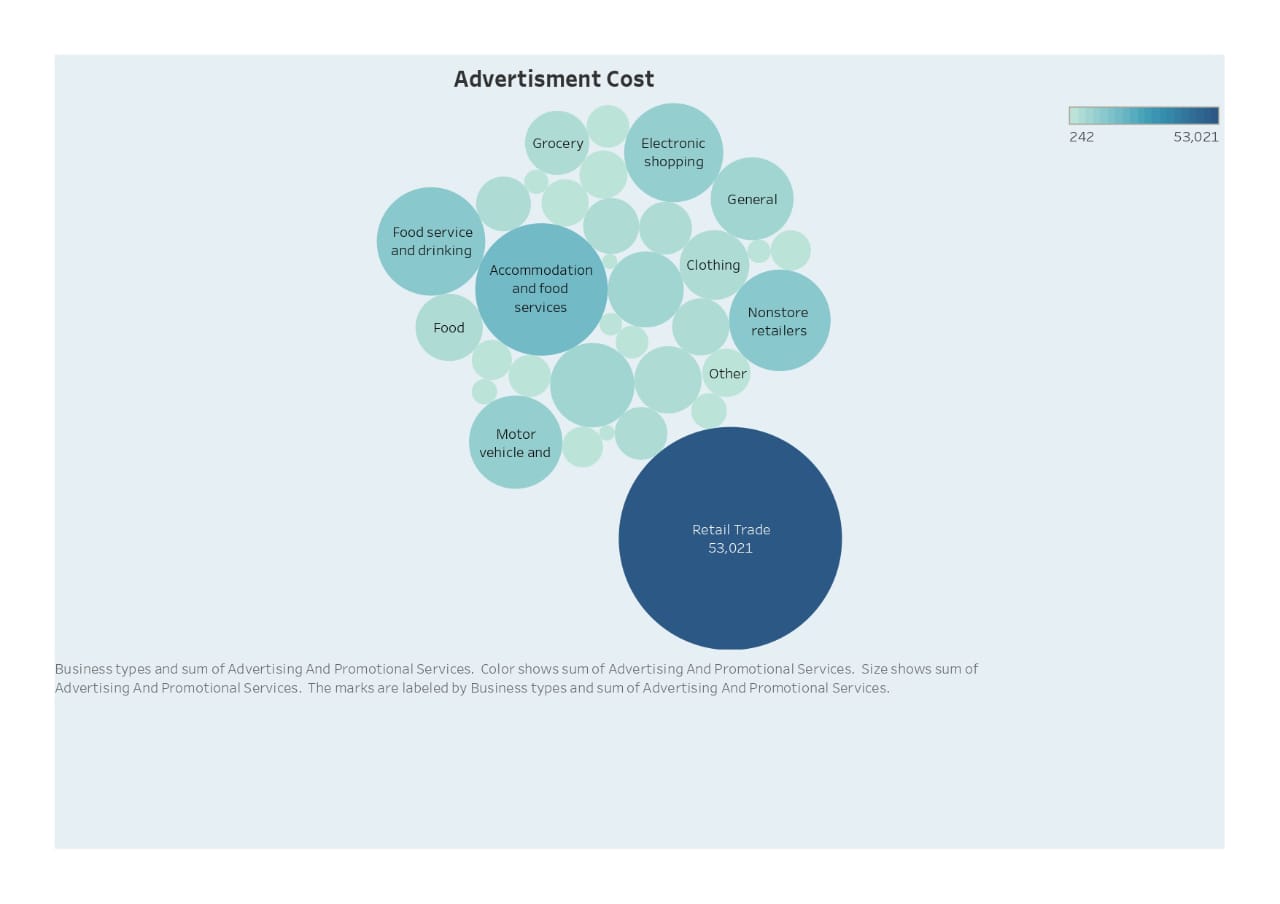 Advertisment Cost
242
53,021
Grocery
Electronic
shopping
General
Food service
and drinking
Clothing
Accommodation
and food
services
Nonstore
retailers
Food
Other
Motor
vehicle and
Retail Trade
53,021
Business types and sum of Advertising And Promotional Services.  Color shows sum of Advertising And Promotional Services.  Size shows sum of
Advertising And Promotional Services.  The marks are labeled by Business types and sum of Advertising And Promotional Services.